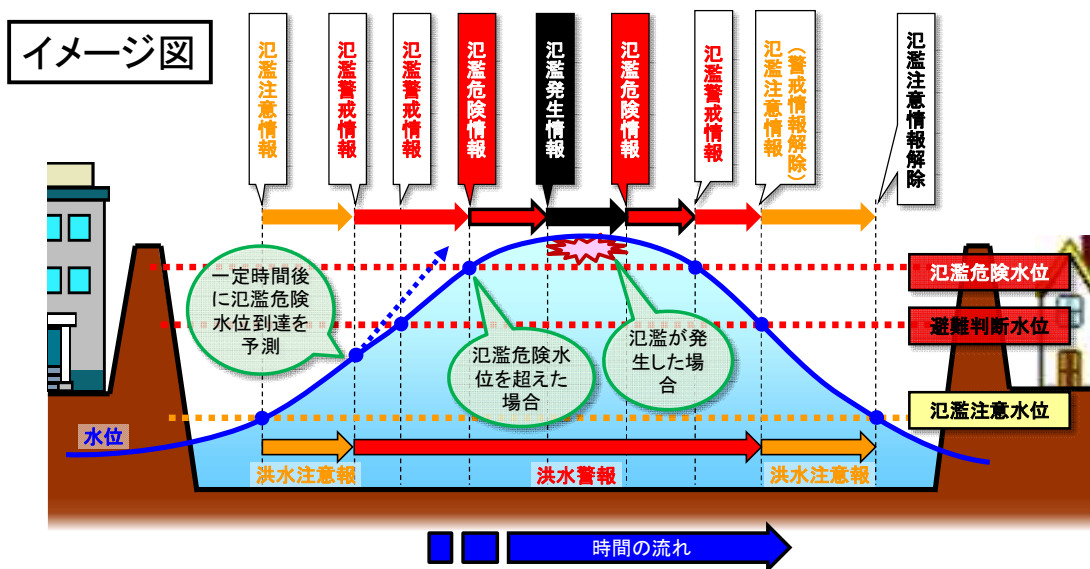 イメージ図
氾濫注意情報
氾濫警戒情報
氾濫警戒情報
氾濫危険情報
氾濫発生情報
氾濫危険情報
氾濫警戒情報
氾濫注意情報
(警戒情報解除)
氾濫注意情報解除
一定時間後
に氾濫危険
水位到達を
予測
氾濫危険水
位を超えた
場合
氾濫が発
生した場
合
氾濫危険水位
避難判断水位
氾濫注意水位
水位
洪水注意報
洪水警報
洪水注意報
時間の流れ